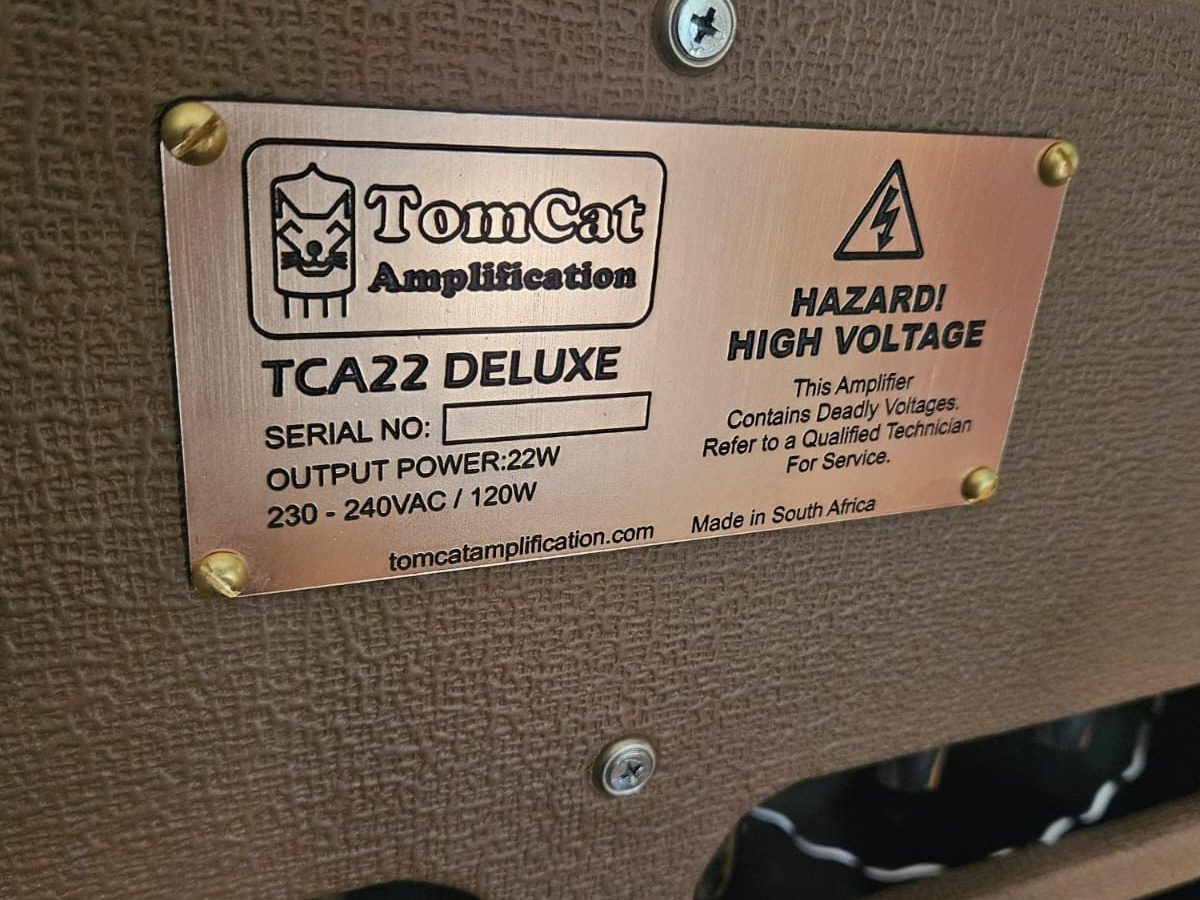 TomCat
Amplification
TCA22 DELUXE
SERIAL NO:
OUTPUT POWER:22W
230 - 240VAC / 120W
tomcatamplification.com
HAZARD!
HIGH VOLTAGE
This Amplifier
Contains Deadly Voltages.
Refer to a Qualified Technician
For Service.
Made in South Africa